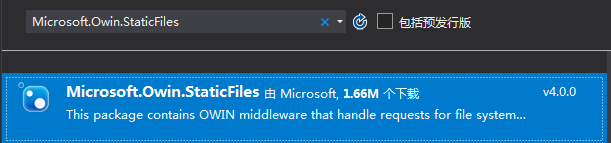 Microsoft.Owin.StaticFiles
包括预发行版
Microsoft.Owin.StaticFiles 由 Microsoft, 1.66M 个下载 v4.0.0
This package contains OWIN middleware that handle requests for file system...